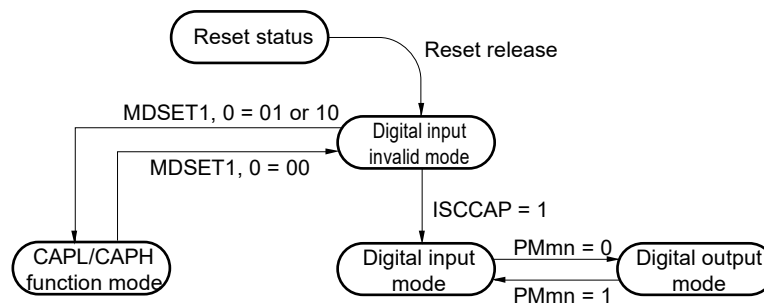 Reset status
Reset release
MDSET1, 0 = 01 or 10
Digital input
invalid mode
MDSET1, 0 = 00
ISCCAP = 1
CAPL/CAPH
function mode
Digital input
mode
PMmn = 0
PMmn = 1
Digital output
mode